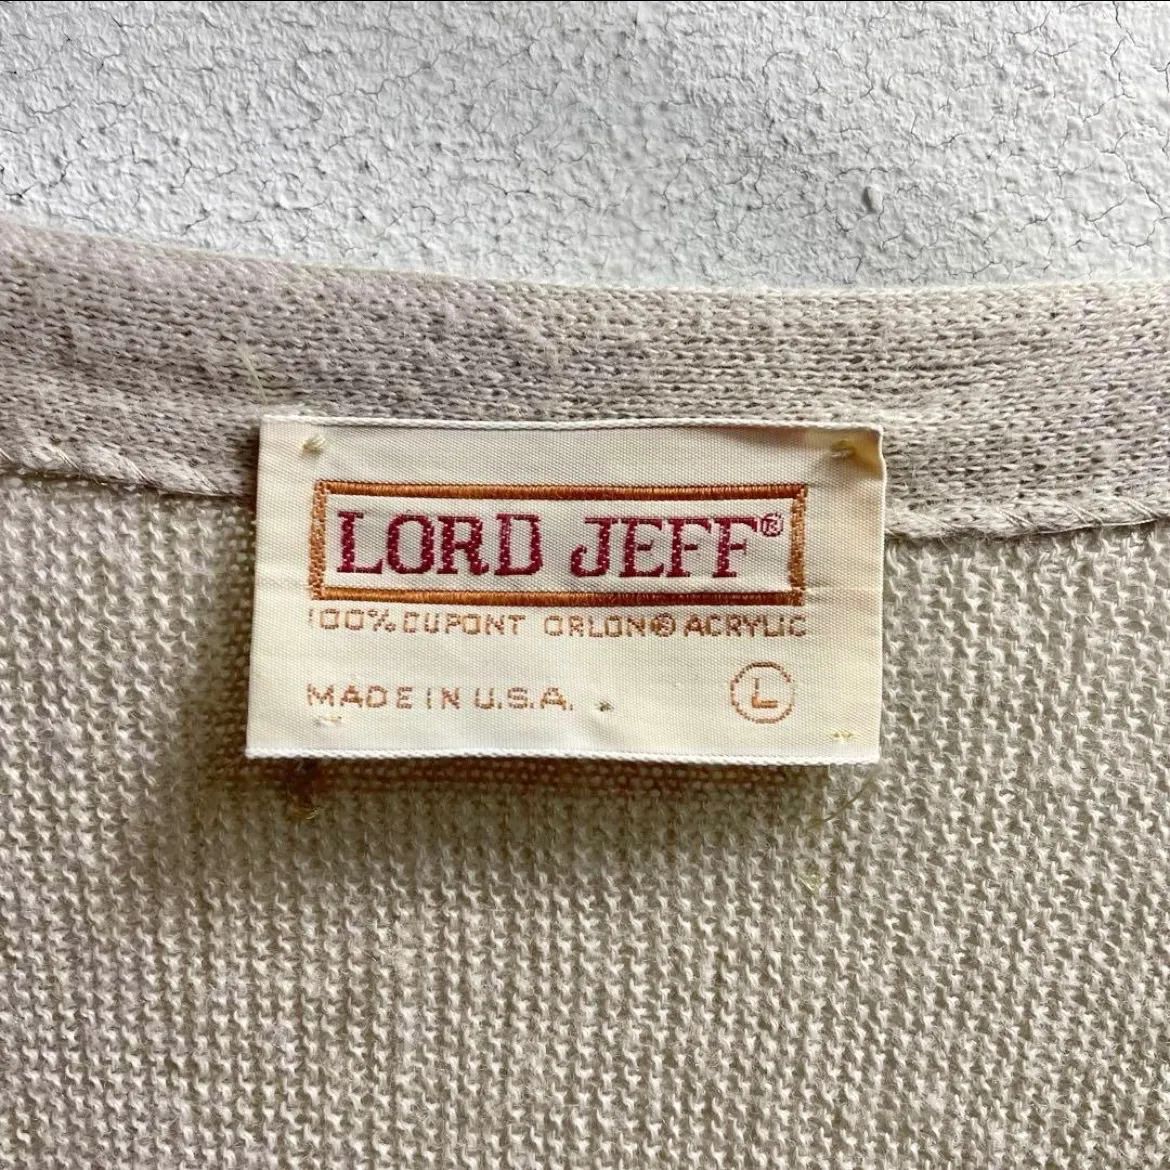 LORD JEFF®
100% DUPONT ORLON® ACRYLIC
MADE IN U.S.A. L